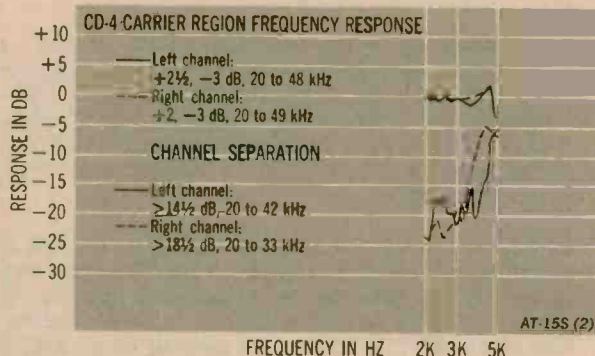 CD-4 CARRIER REGION FREQUENCY RESPONSE
+10
+5
0
−5
−10
−15
−20
−25
−30
RESPONSE IN DB
Left channel:
+2½, −3 dB, 20 to 48 kHz
Right channel:
+2, −3 dB, 20 to 49 kHz
CHANNEL SEPARATION
Left channel:
≥14½ dB, 20 to 42 kHz
Right channel:
>18½ dB, 20 to 33 kHz
AT-15S (2)
FREQUENCY IN HZ 2K 3K 5K